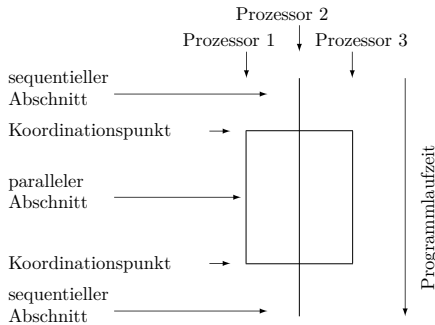 Prozessor 2
Prozessor 1
Prozessor 3
sequentieller
Abschnitt
Koordinationspunkt
paralleler
Abschnitt
Koordinationspunkt
sequentieller
Abschnitt
Programmlaufzeit